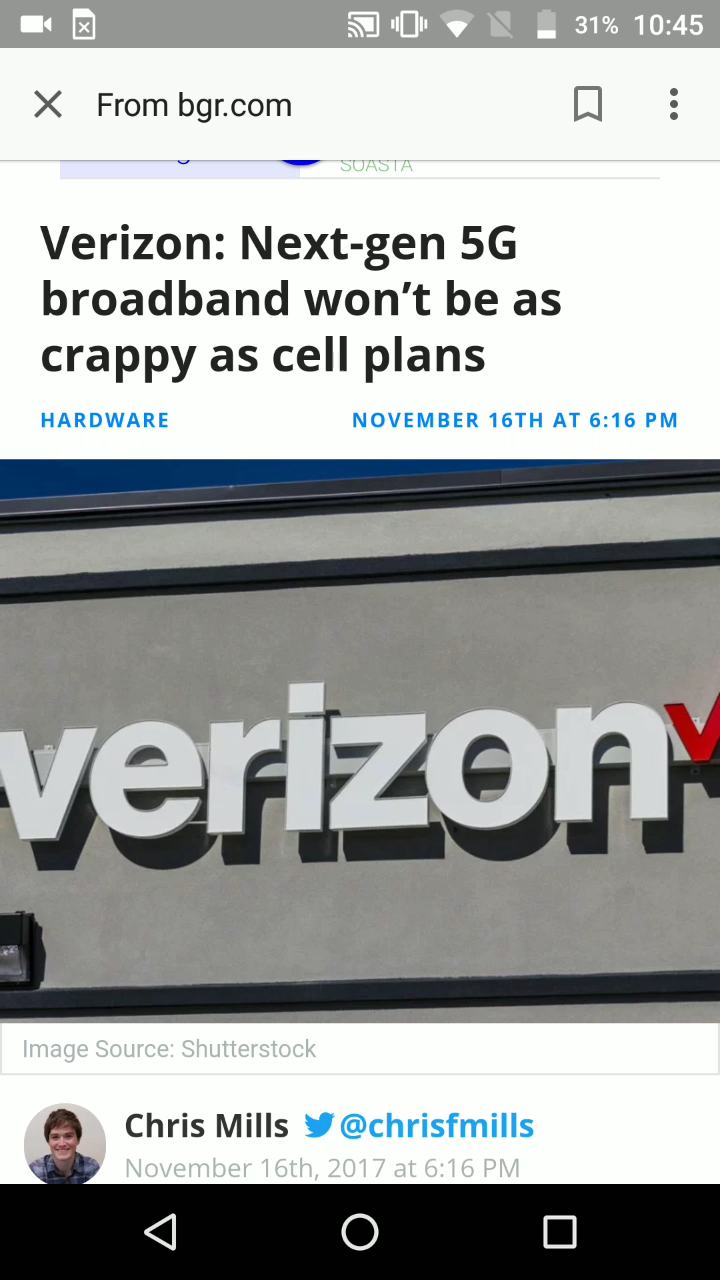 31% 10:45
From bgr.com
SOASTA
Verizon: Next-gen 5G
broadband won’t be as
crappy as cell plans
HARDWARE
NOVEMBER 16TH AT 6:16 PM
verizon
Image Source: Shutterstock
Chris Mills @chrisfmills
November 16th, 2017 at 6:16 PM